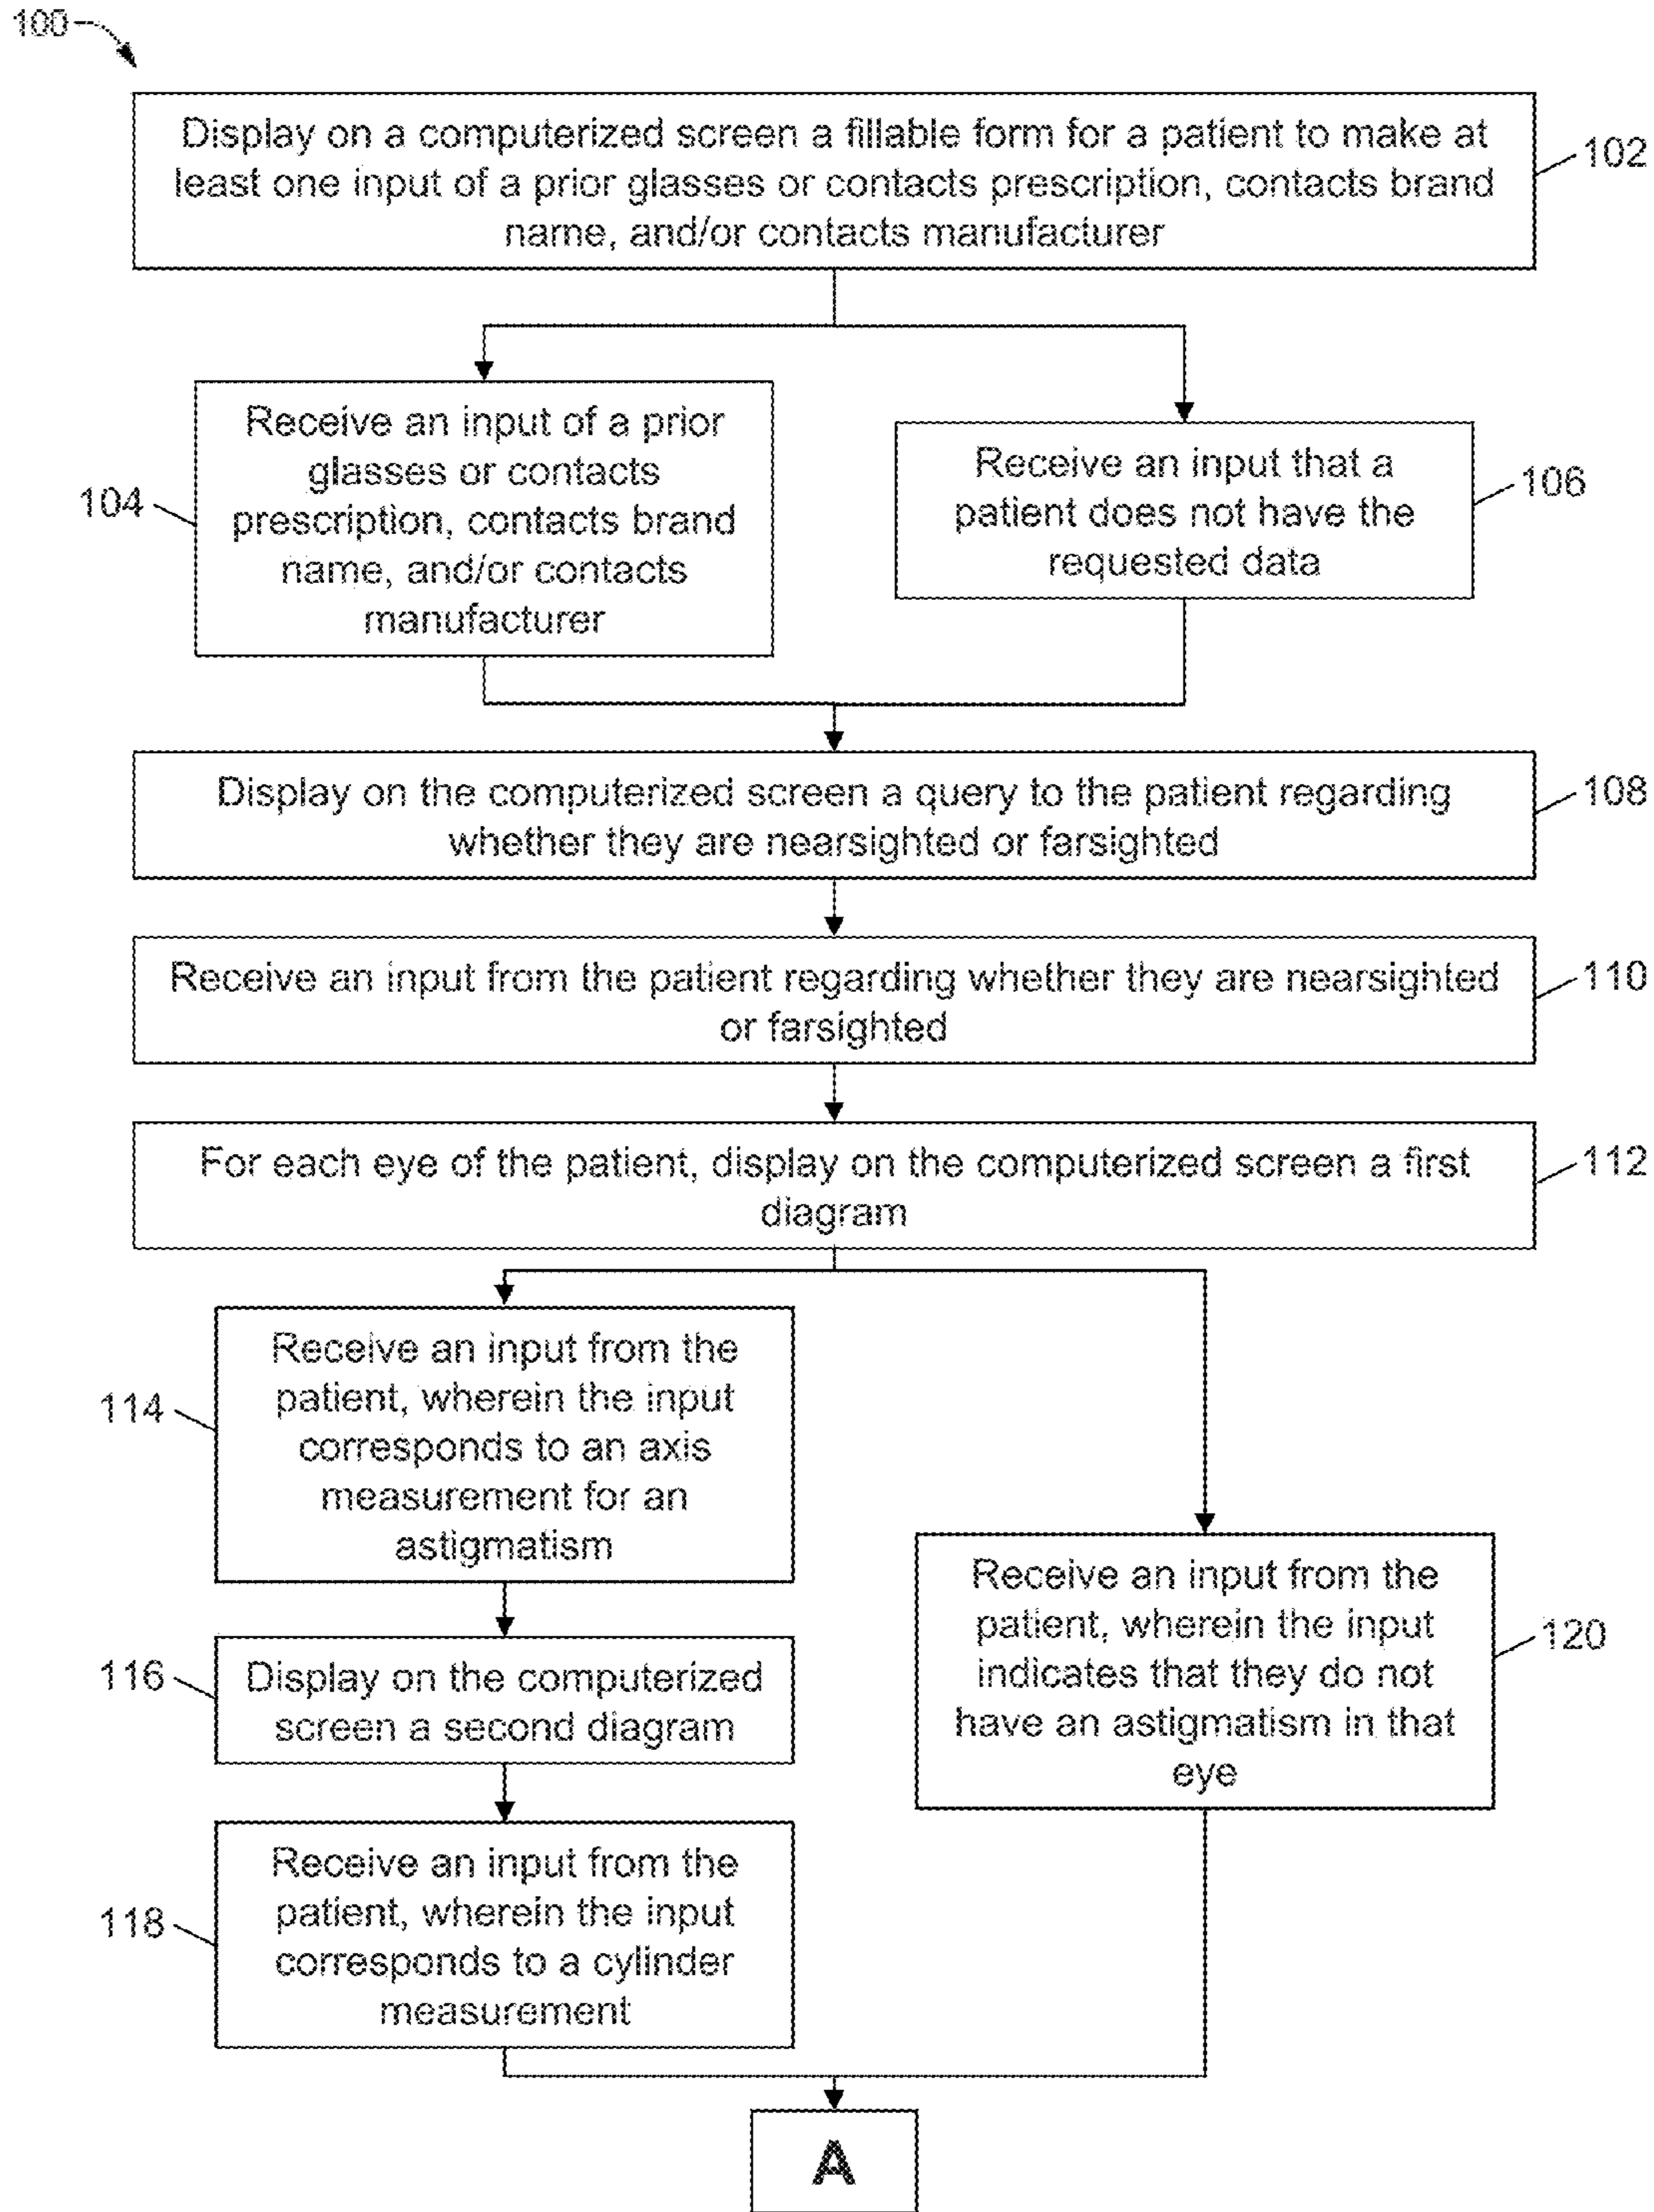 100
Display on a computerized screen a fillable form for a patient to make at
least one input of a prior glasses or contacts prescription, contacts brand
name, and/or contacts manufacturer
102
Receive an input of a prior
glasses or contacts
prescription, contacts brand
name, and/or contacts
manufacturer
104
Receive an input that a
patient does not have the
requested data
106
Display on the computerized screen a query to the patient regarding
whether they are nearsighted or farsighted
108
Receive an input from the patient regarding whether they are nearsighted
or farsighted
110
For each eye of the patient, display on the computerized screen a first
diagram
112
Receive an input from the
patient, wherein the input
corresponds to an axis
measurement for an
astigmatism
114
Display on the computerized
screen a second diagram
116
Receive an input from the
patient, wherein the input
corresponds to a cylinder
measurement
118
Receive an input from the
patient, wherein the input
indicates that they do not
have an astigmatism in that
eye
120
A